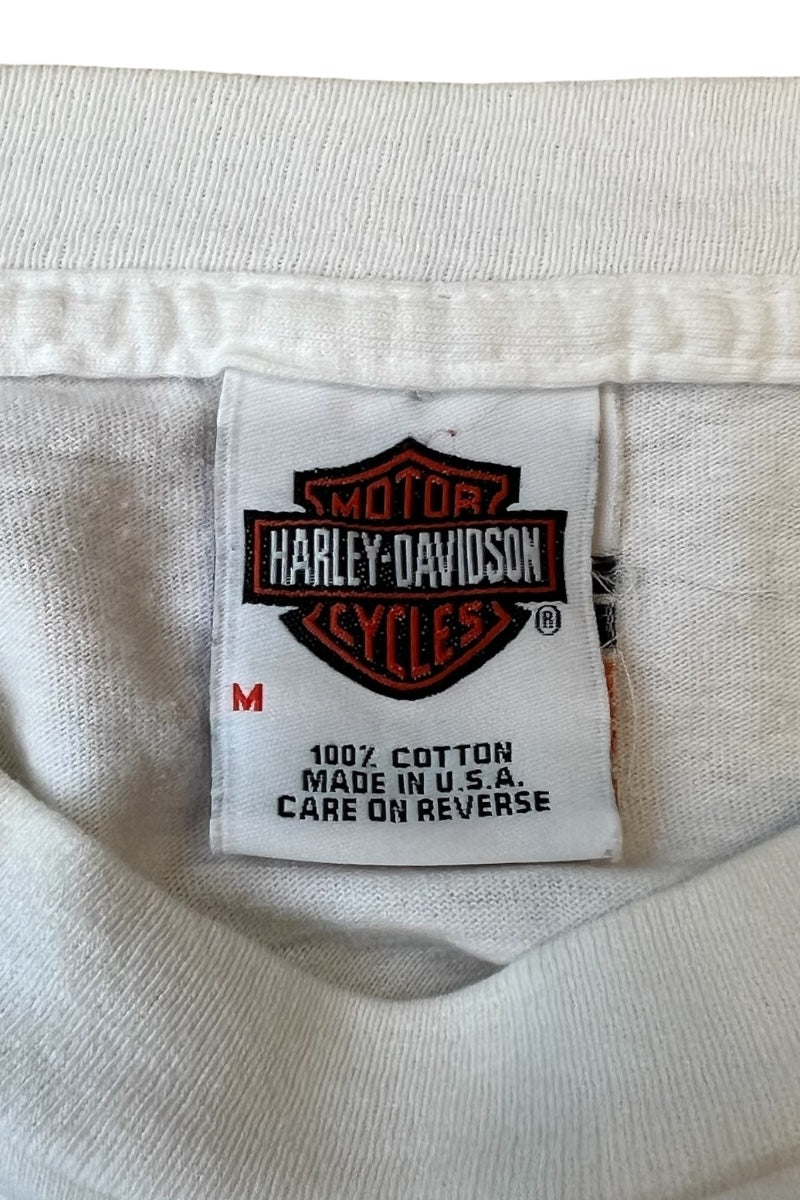 MOTOR
HARLEY-DAVIDSON
CYCLES
®
M
100% COTTON
MADE IN U.S.A.
CARE ON REVERSE